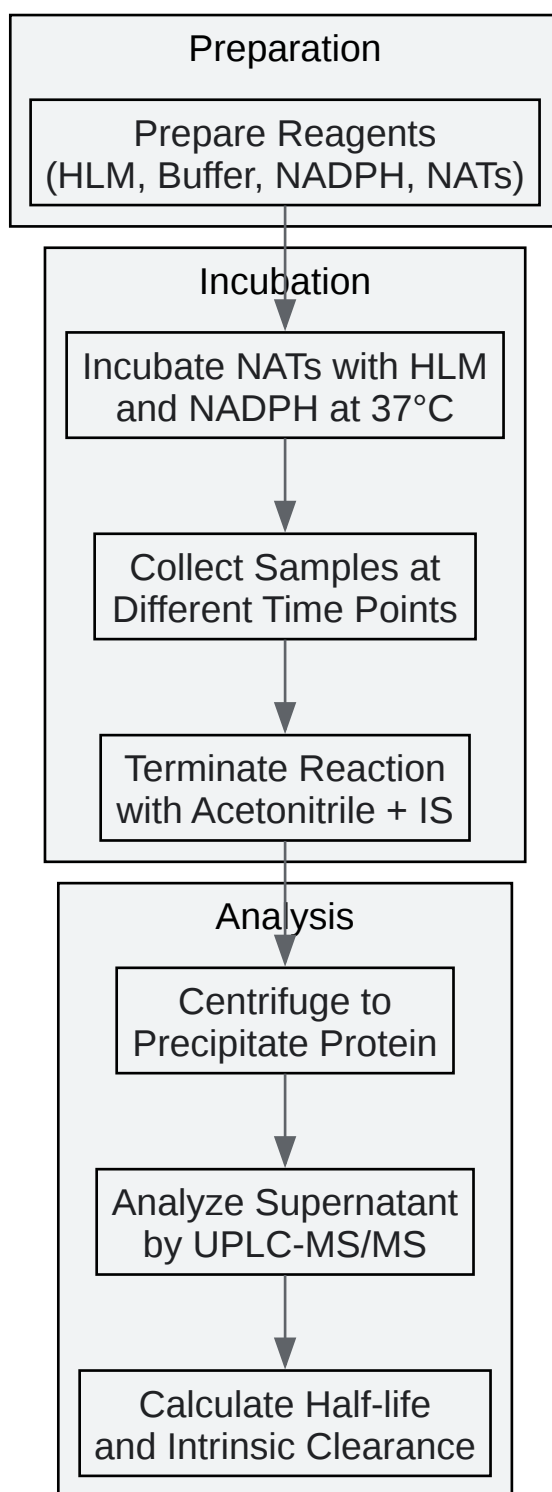 Preparation
Prepare Reagents
(HLM, Buffer, NADPH, NATs)
Incubation
Incubate NATs with HLM
and NADPH at 37°C
Collect Samples at
Different Time Points
Terminate Reaction
with Acetonitrile + IS
Analysis
Centrifuge to
Precipitate Protein
Analyze Supernatant
by UPLC-MS/MS
Calculate Half-life
and Intrinsic Clearance